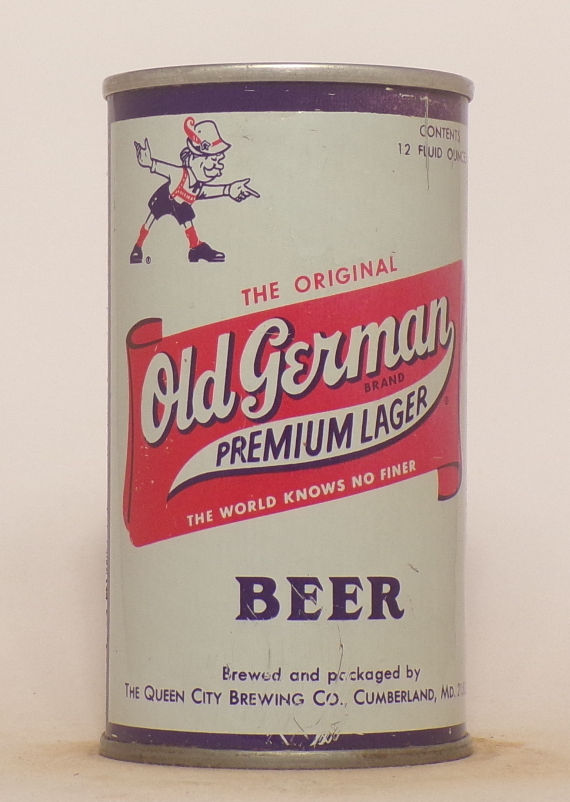 CONTENTS
12 FLUID OUNCES
THE ORIGINAL
Old German
BRAND
PREMIUM LAGER
THE WORLD KNOWS NO FINER
BEER
Brewed and packaged by
THE QUEEN CITY BREWING CO., CUMBERLAND, MD.